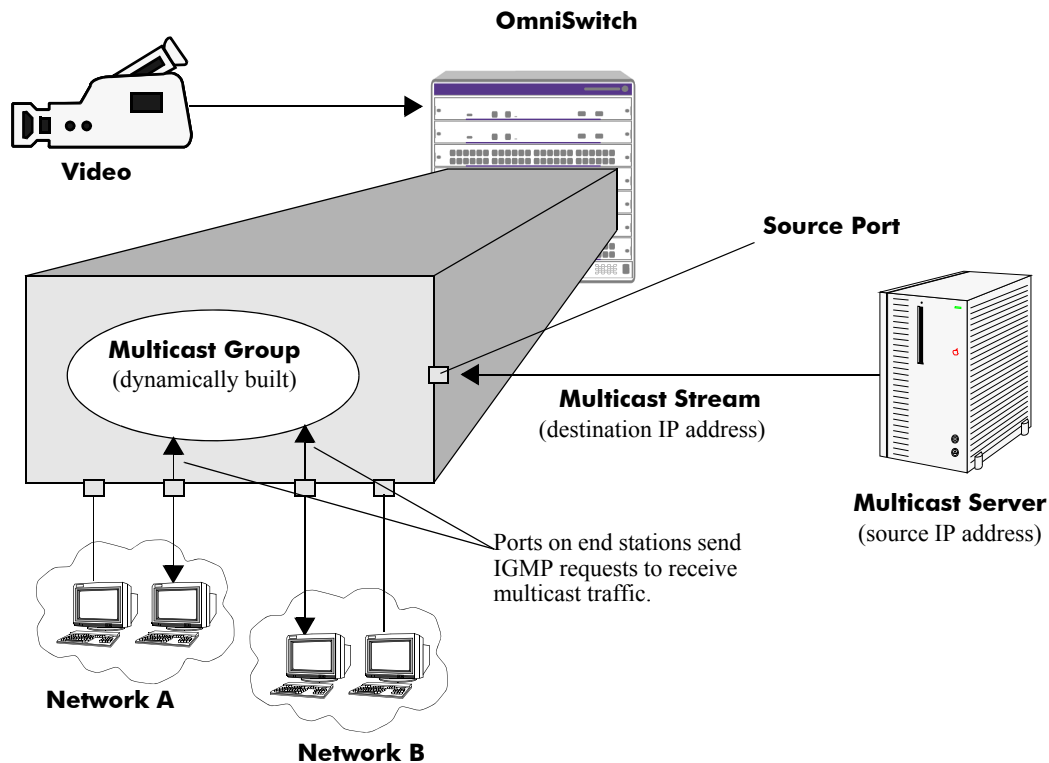 OmniSwitch
Video
Source Port
Multicast Group
(dynamically built)
Multicast Stream
(destination IP address)
Multicast Server
(source IP address)
Ports on end stations send
IGMP requests to receive
multicast traffic.
Network A
Network B